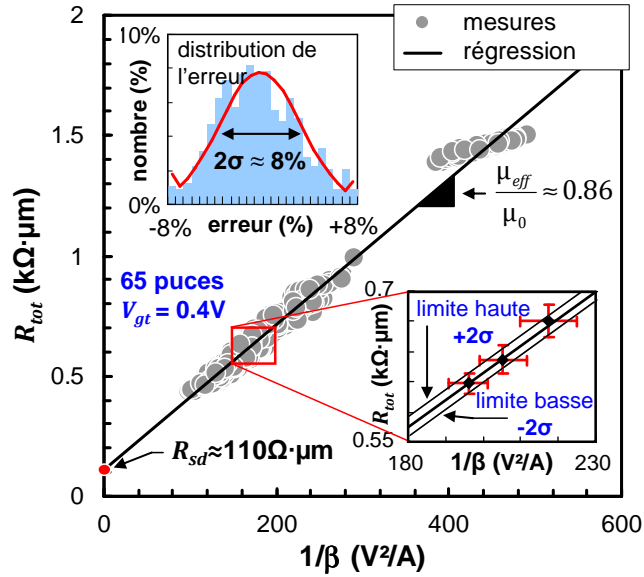 mesures
régression
10%
distribution de
l'erreur
nombre (%)
2σ ≈ 8%
0%
-8%
erreur (%)
+8%
2
1.5
1
0.5
0
R_tot (kΩ·µm)
μ_eff
μ_0
≈ 0.86
65 puces
V_gt = 0.4V
0.7
limite haute
+2σ
R_tot (kΩ·µm)
limite basse
-2σ
0.55
180
1/β (V²/A)
230
R_sd≈110Ω·µm
0
200
400
600
1/β (V²/A)